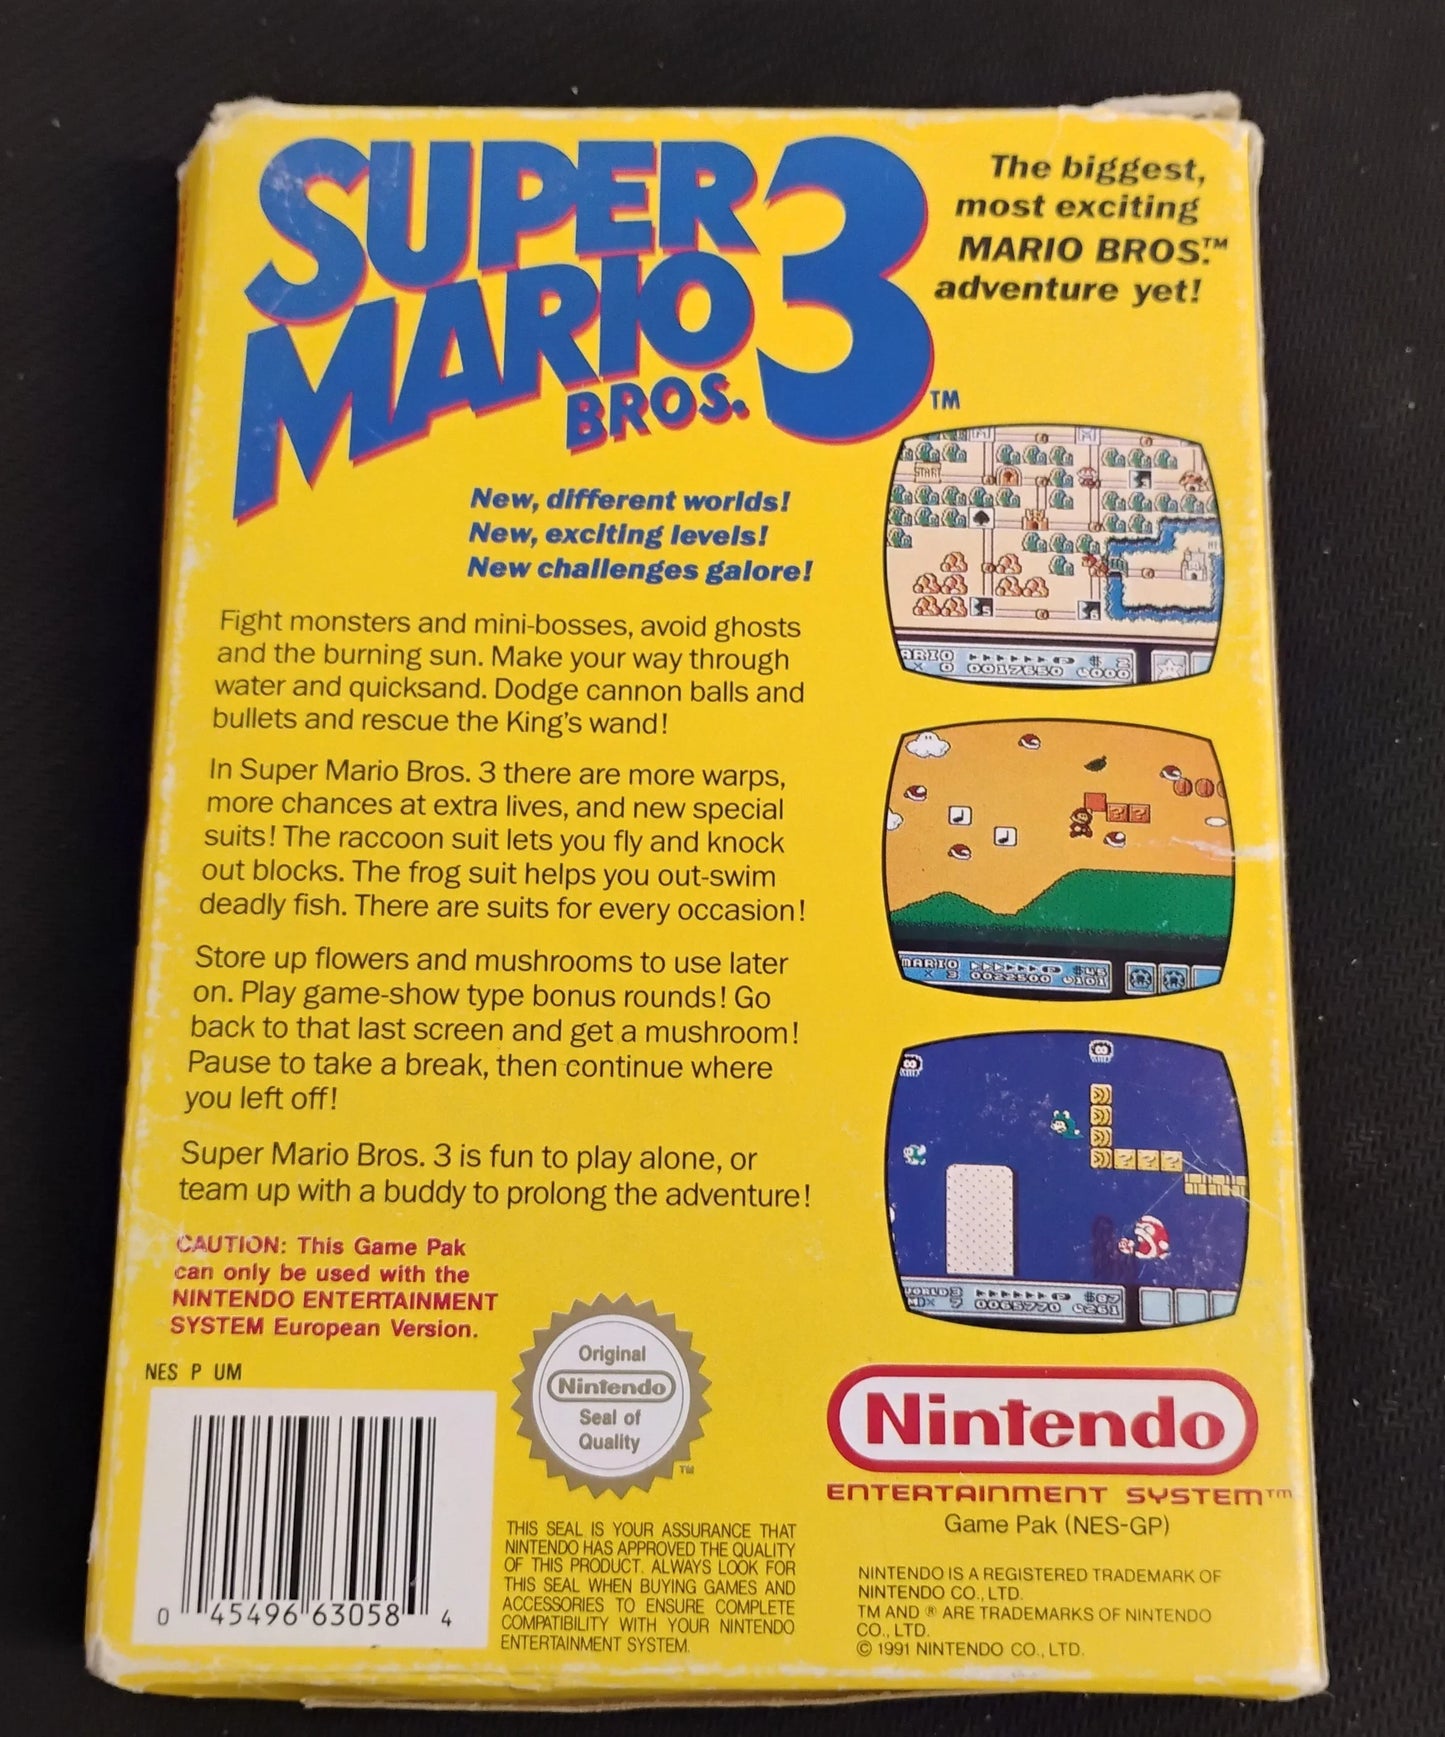 SUPER
MARIO
BROS. 3 TM
The biggest,
most exciting
MARIO BROS.™
adventure yet!
New, different worlds!
New, exciting levels!
New challenges galore!
Fight monsters and mini-bosses, avoid ghosts
and the burning sun. Make your way through
water and quicksand. Dodge cannon balls and
bullets and rescue the King's wand!
In Super Mario Bros. 3 there are more warps,
more chances at extra lives, and new special
suits! The raccoon suit lets you fly and knock
out blocks. The frog suit helps you out-swim
deadly fish. There are suits for every occasion!
Store up flowers and mushrooms to use later
on. Play game-show type bonus rounds! Go
back to that last screen and get a mushroom!
Pause to take a break, then continue where
you left off!
Super Mario Bros. 3 is fun to play alone, or
team up with a buddy to prolong the adventure!
START
0017650 000
MARIO
× 3 0022500 101
0065770 261
CAUTION: This Game Pak
can only be used with the
NINTENDO ENTERTAINMENT
SYSTEM European Version.
NES P UM
0 45496 63058 4
Original
Nintendo
Seal of
Quality
TM
THIS SEAL IS YOUR ASSURANCE THAT
NINTENDO HAS APPROVED THE QUALITY
OF THIS PRODUCT. ALWAYS LOOK FOR
THIS SEAL WHEN BUYING GAMES AND
ACCESSORIES TO ENSURE COMPLETE
COMPATIBILITY WITH YOUR NINTENDO
ENTERTAINMENT SYSTEM.
Nintendo
ENTERTAINMENT SYSTEM™
Game Pak (NES-GP)
NINTENDO IS A REGISTERED TRADEMARK OF
NINTENDO CO., LTD.
TM AND ® ARE TRADEMARKS OF NINTENDO
CO., LTD.
© 1991 NINTENDO CO., LTD.